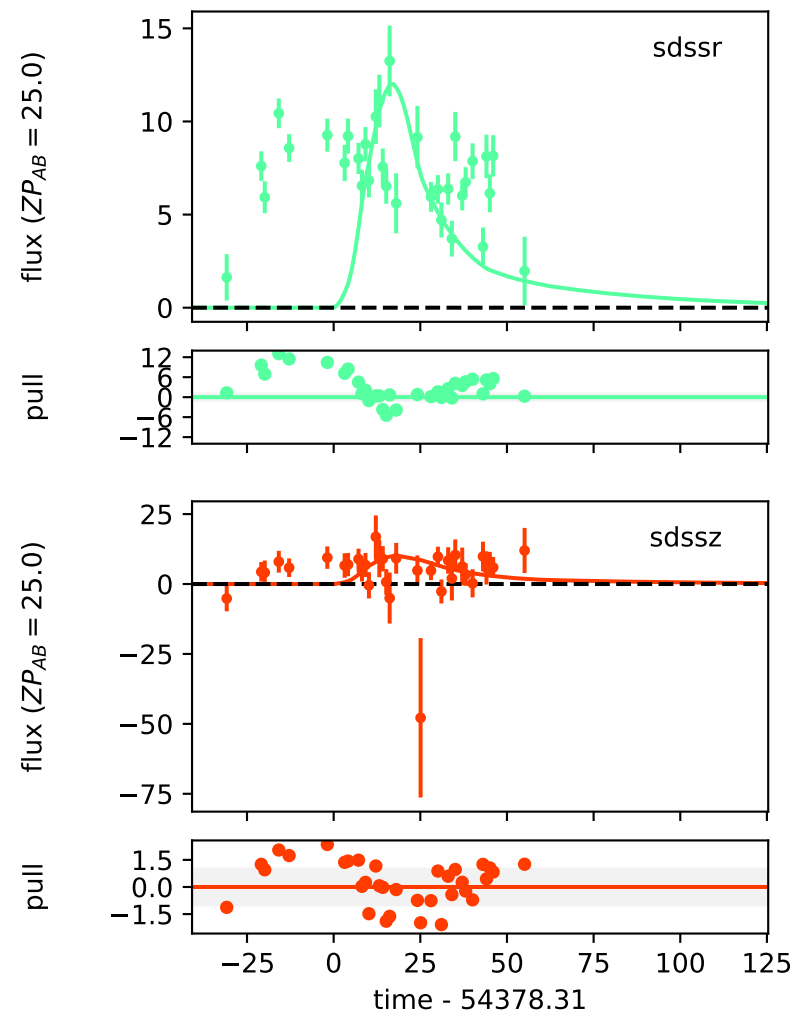 sdssr
flux (ZP_AB = 25.0)
15
10
5
0
pull
12
6
0
−6
−12
sdssz
flux (ZP_AB = 25.0)
25
0
−25
−50
−75
pull
1.5
0.0
−1.5
−25 0 25 50 75 100 125
time - 54378.31